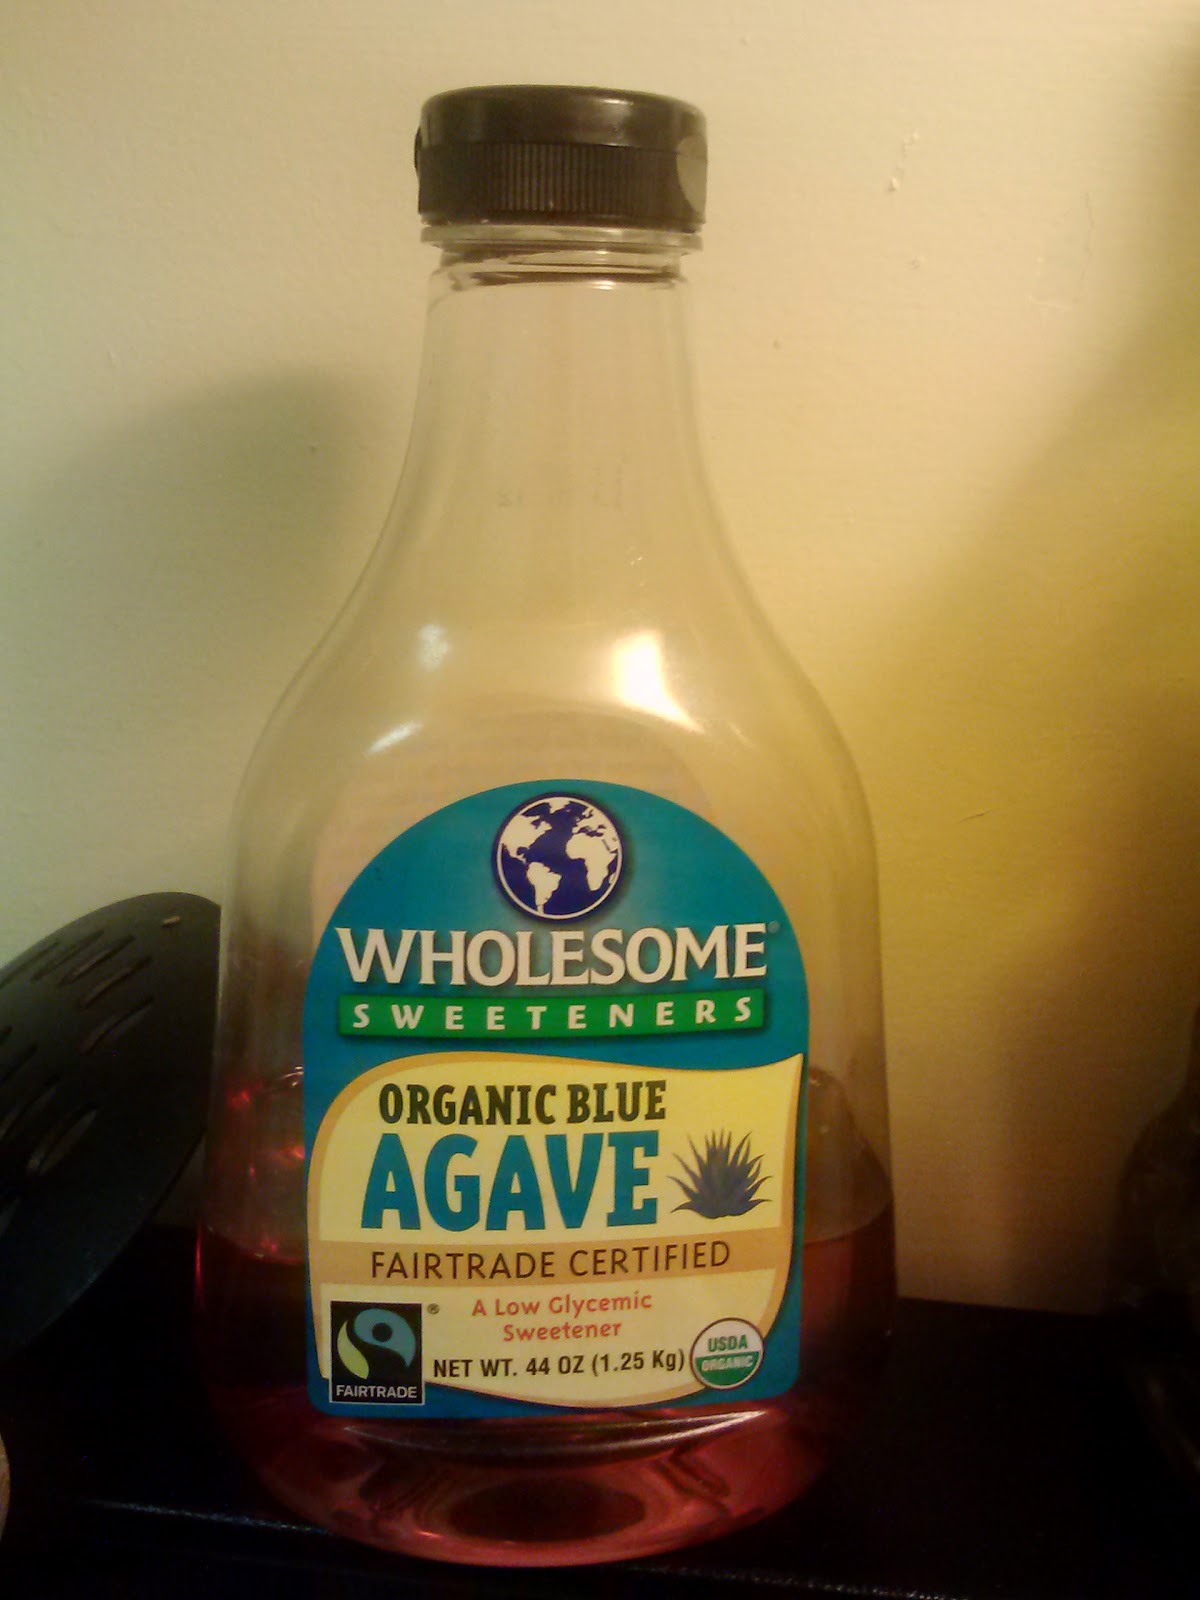 WHOLESOME®
SWEETENERS
ORGANIC BLUE
AGAVE
FAIRTRADE CERTIFIED
A Low Glycemic
Sweetener
NET WT. 44 OZ (1.25 Kg)
®
FAIRTRADE
USDA
ORGANIC